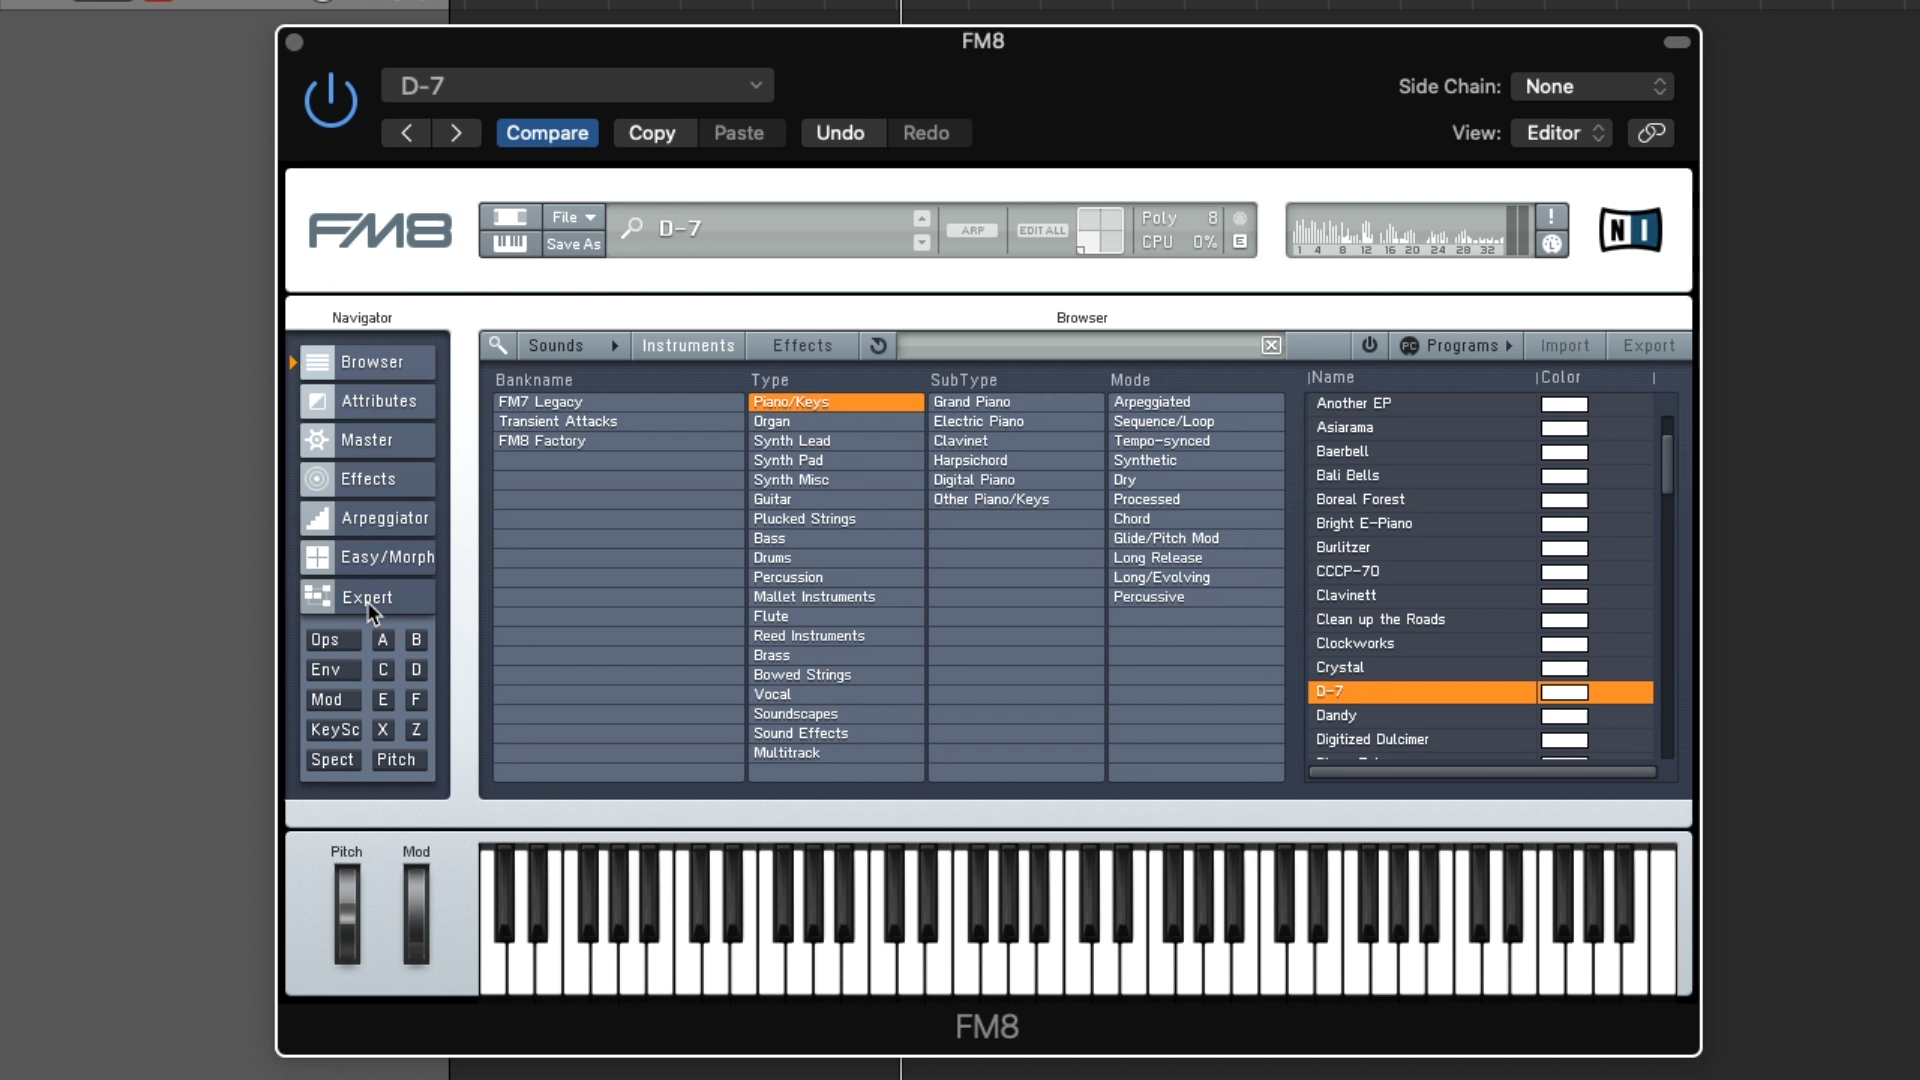 FM8
D-7
Side Chain: None
Compare Copy Paste Undo Redo
View: Editor
FM8
File
Save As
D-7
ARP
EDIT ALL
Poly 8
CPU 0%
E
1 4 8 12 16 20 24 28 32
!
NI
Navigator
Browser
Browser
Attributes
Master
Effects
Arpeggiator
Easy/Morph
Expert
Ops A B
Env C D
Mod E F
KeySc X Z
Spect Pitch
Sounds Instruments Effects
PC Programs Import Export
Bankname
FM7 Legacy
Transient Attacks
FM8 Factory
Type
Piano/Keys
Organ
Synth Lead
Synth Pad
Synth Misc
Guitar
Plucked Strings
Bass
Drums
Percussion
Mallet Instruments
Flute
Reed Instruments
Brass
Bowed Strings
Vocal
Soundscapes
Sound Effects
Multitrack
SubType
Grand Piano
Electric Piano
Clavinet
Harpsichord
Digital Piano
Other Piano/Keys
Mode
Arpeggiated
Sequence/Loop
Tempo-synced
Synthetic
Dry
Processed
Chord
Glide/Pitch Mod
Long Release
Long/Evolving
Percussive
Name Color
Another EP
Asiarama
Baerbell
Bali Bells
Boreal Forest
Bright E-Piano
Burlitzer
CCCP-70
Clavinett
Clean up the Roads
Clockworks
Crystal
D-7
Dandy
Digitized Dulcimer
Pitch Mod
FM8